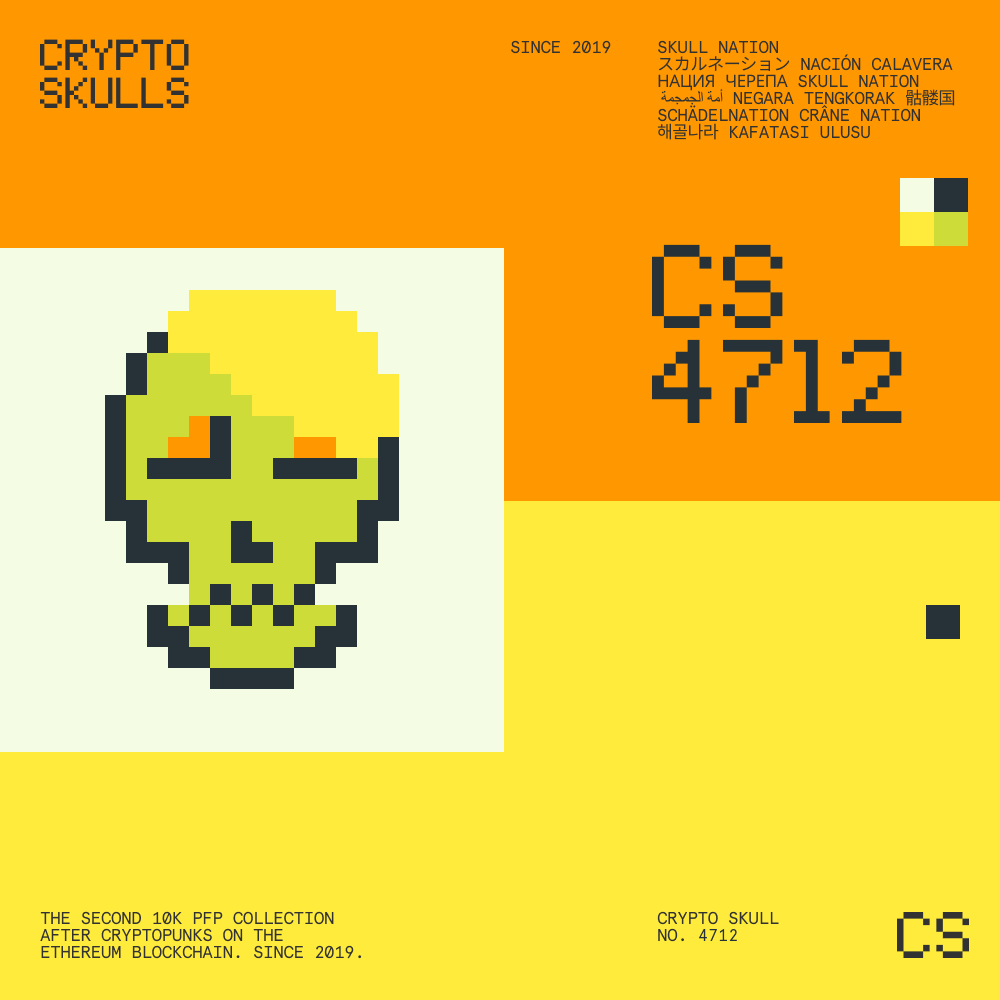 CRYPTO
SKULLS
SINCE 2019
SKULL NATION
スカルネーション NACIÓN CALAVERA
НАЦИЯ ЧЕРЕПА SKULL NATION
أمة الجمجمة NEGARA TENGKORAK 骷髅国
SCHÄDELNATION CRÂNE NATION
해골나라 KAFATASI ULUSU
CS
4712
THE SECOND 10K PFP COLLECTION
AFTER CRYPTOPUNKS ON THE
ETHEREUM BLOCKCHAIN. SINCE 2019.
CRYPTO SKULL
NO. 4712
CS